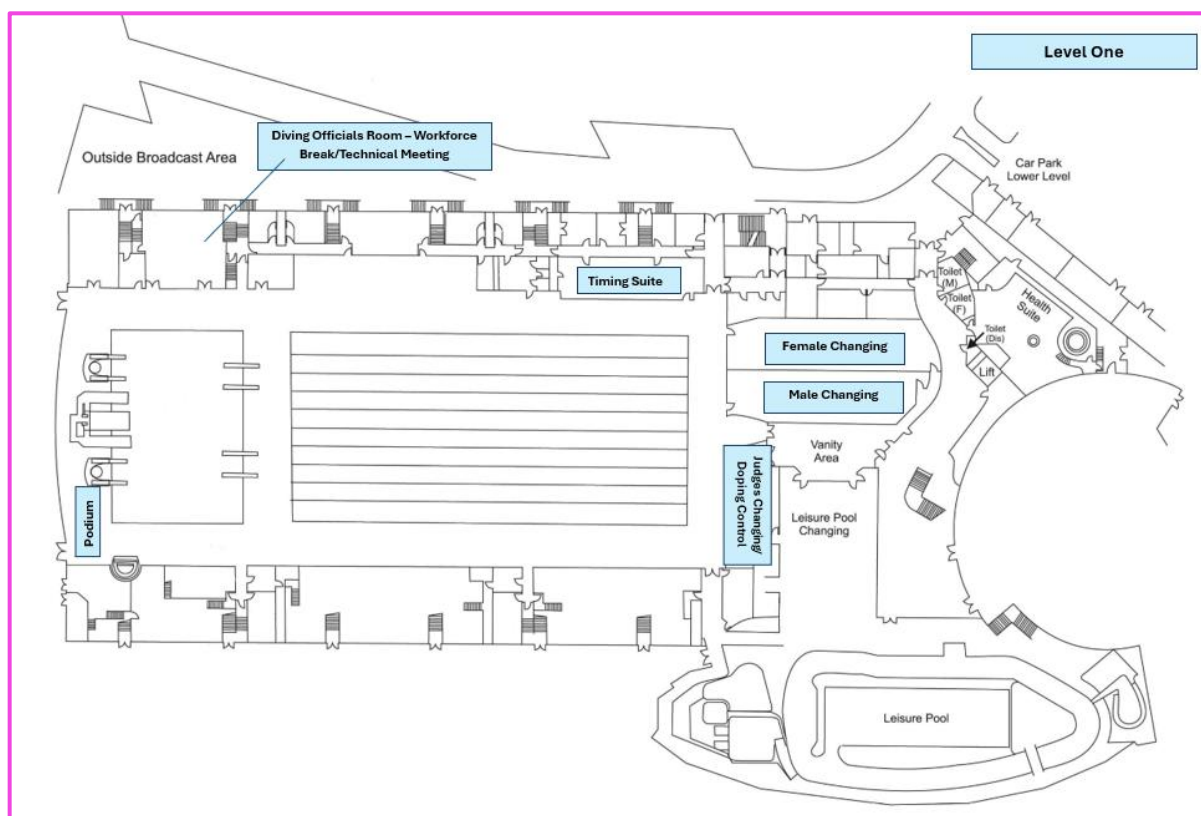 Level One
Diving Officials Room – Workforce
Break/Technical Meeting
Outside Broadcast Area
Car Park
Lower Level
Timing Suite
Toilet
(M)
Toilet
(F)
Health
Suite
Toilet
(Dis)
Lift
Female Changing
Male Changing
Vanity
Area
Judges Changing/
Doping Control
Leisure Pool
Changing
Podium
Leisure Pool